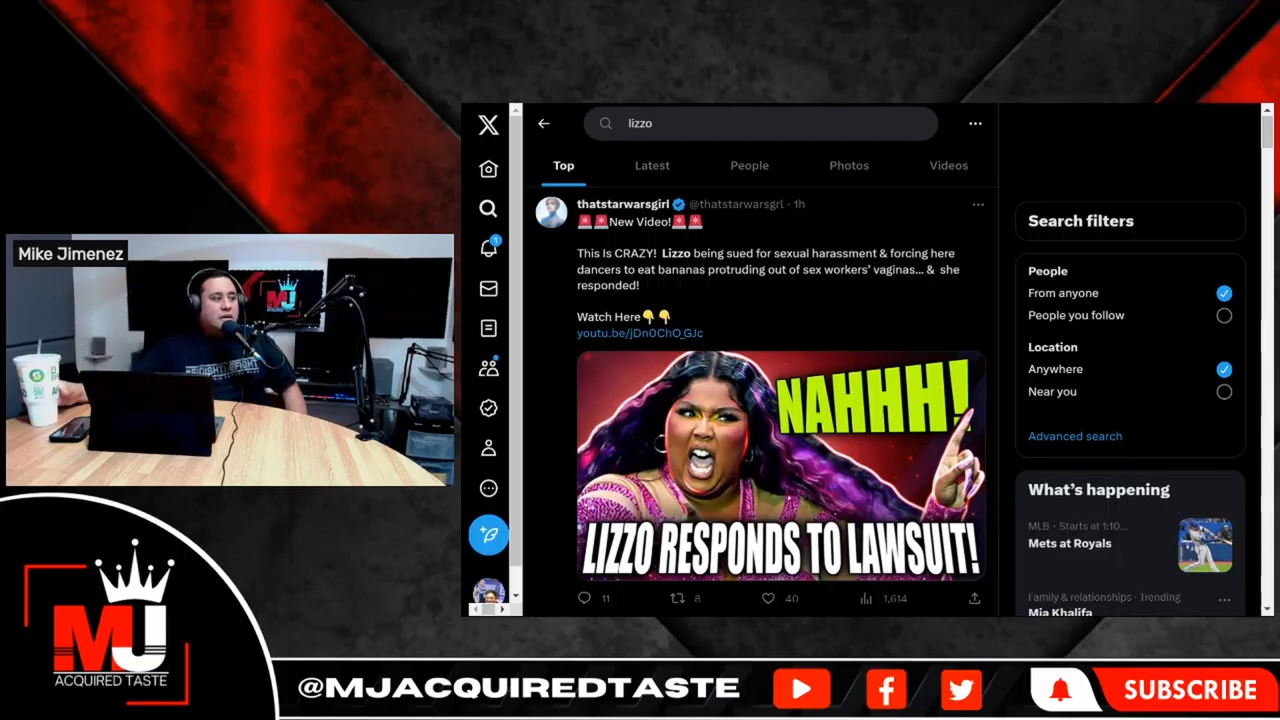 Mike Jimenez
MJ
ACQUIRED TASTE
lizzo
Top
Latest
People
Photos
Videos
thatstarwarsgirl @thatstarwarsgrl · 1h
🚨🚨New Video!🚨🚨
This Is CRAZY! Lizzo being sued for sexual harassment & forcing here
dancers to eat bananas protruding out of sex workers' vaginas... & she
responded!
Watch Here👇👇
youtu.be/jDn0ChO_GJc
NAHHH!
LIZZO RESPONDS TO LAWSUIT!
11
8
40
1,614
1
Search filters
People
From anyone
People you follow
Location
Anywhere
Near you
Advanced search
What's happening
MLB · Starts at 1:10...
Mets at Royals
Family & relationships · Trending
Mia Khalifa
MJ
ACQUIRED TASTE
@MJACQUIREDTASTE
SUBSCRIBE